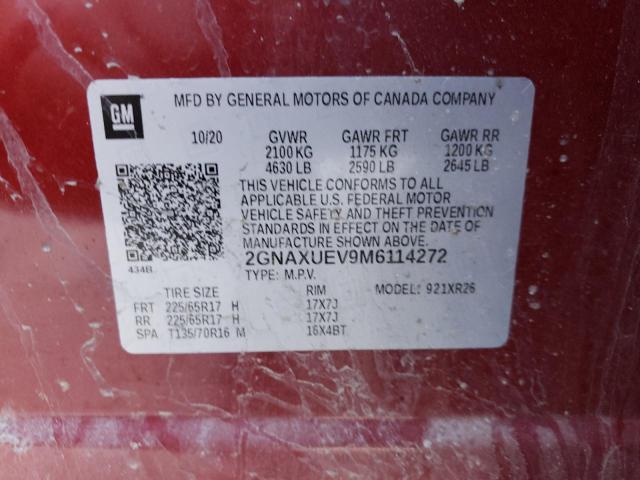 GM
MFD BY GENERAL MOTORS OF CANADA COMPANY
10/20 GVWR GAWR FRT GAWR RR
2100 KG 1175 KG 1200 KG
4630 LB 2590 LB 2645 LB
THIS VEHICLE CONFORMS TO ALL
APPLICABLE U.S. FEDERAL MOTOR
VEHICLE SAFETY AND THEFT PREVENTION
STANDARDS IN EFFECT ON THE DATE OF
MANUFACTURE SHOWN ABOVE.
434B
2GNAXUEV9M6114272
TYPE: M.P.V. MODEL: 921XR26
TIRE SIZE RIM
FRT 225/65R17 H 17X7J
RR 225/65R17 H 17X7J
SPA T135/70R16 M 16X4BT